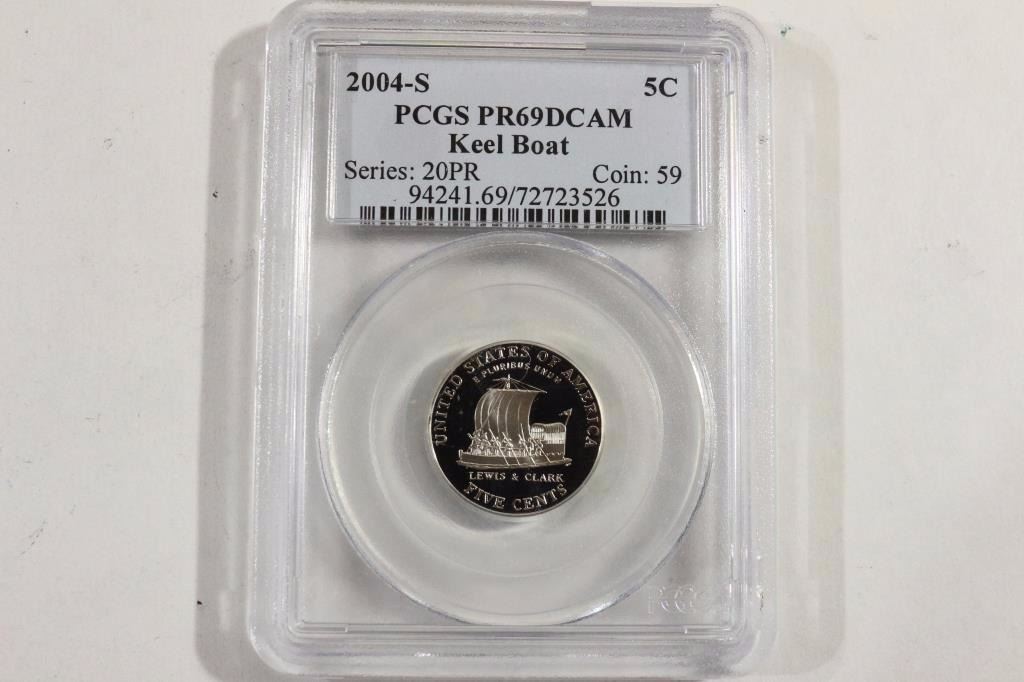 2004-S 5C
PCGS PR69DCAM
Keel Boat
Series: 20PR Coin: 59
94241.69/72723526
UNITED STATES OF AMERICA
E PLURIBUS UNUM
LEWIS & CLARK
FIVE CENTS
PCGS